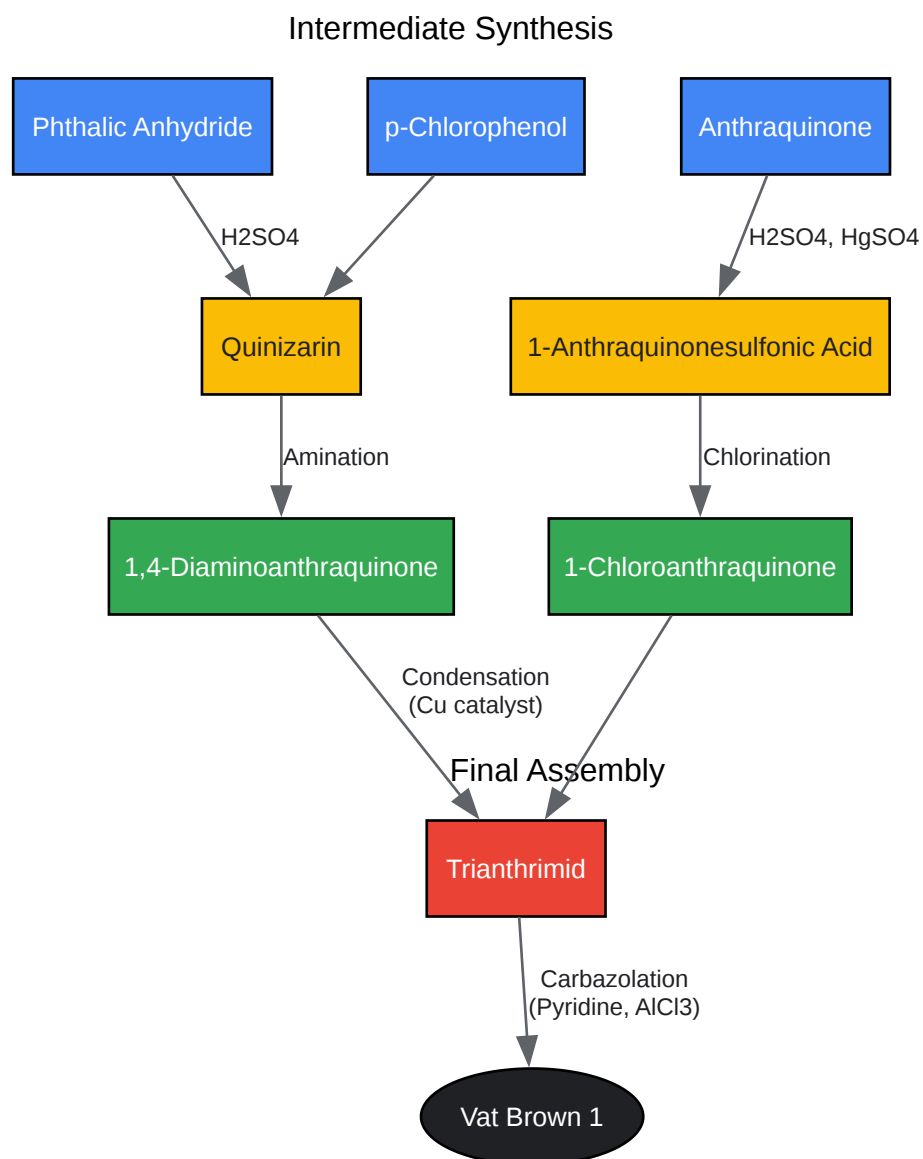 Intermediate Synthesis
Phthalic Anhydride
p-Chlorophenol
Anthraquinone
H2SO4
H2SO4, HgSO4
Quinizarin
1-Anthraquinonesulfonic Acid
Amination
Chlorination
1,4-Diaminoanthraquinone
1-Chloroanthraquinone
Condensation
(Cu catalyst)
Final Assembly
Trianthrimid
Carbazolation
(Pyridine, AlCl3)
Vat Brown 1